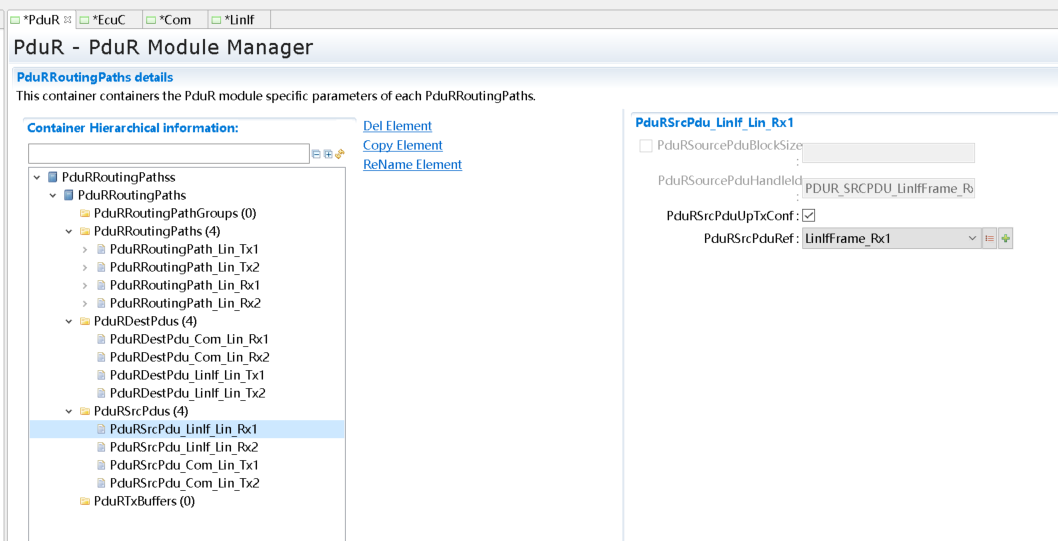 *PduR *EcuC *Com *LinIf
PduR - PduR Module Manager
PduRRoutingPaths details
This container containers the PduR module specific parameters of each PduRRoutingPaths.
Container Hierarchical information:
PduRRoutingPathss
PduRRoutingPaths
PduRRoutingPathGroups (0)
PduRRoutingPaths (4)
PduRRoutingPath_Lin_Tx1
PduRRoutingPath_Lin_Tx2
PduRRoutingPath_Lin_Rx1
PduRRoutingPath_Lin_Rx2
PduRDestPdus (4)
PduRDestPdu_Com_Lin_Rx1
PduRDestPdu_Com_Lin_Rx2
PduRDestPdu_LinIf_Lin_Tx1
PduRDestPdu_LinIf_Lin_Tx2
PduRSrcPdus (4)
PduRSrcPdu_LinIf_Lin_Rx1
PduRSrcPdu_LinIf_Lin_Rx2
PduRSrcPdu_Com_Lin_Tx1
PduRSrcPdu_Com_Lin_Tx2
PduRTxBuffers (0)
Del Element
Copy Element
ReName Element
PduRSrcPdu_LinIf_Lin_Rx1
PduRSourcePduBlockSize
:
PduRSourcePduHandleId PDUR_SRCPDU_LinIfFrame_R
:
PduRSrcPduUpTxConf :
PduRSrcPduRef : LinIfFrame_Rx1